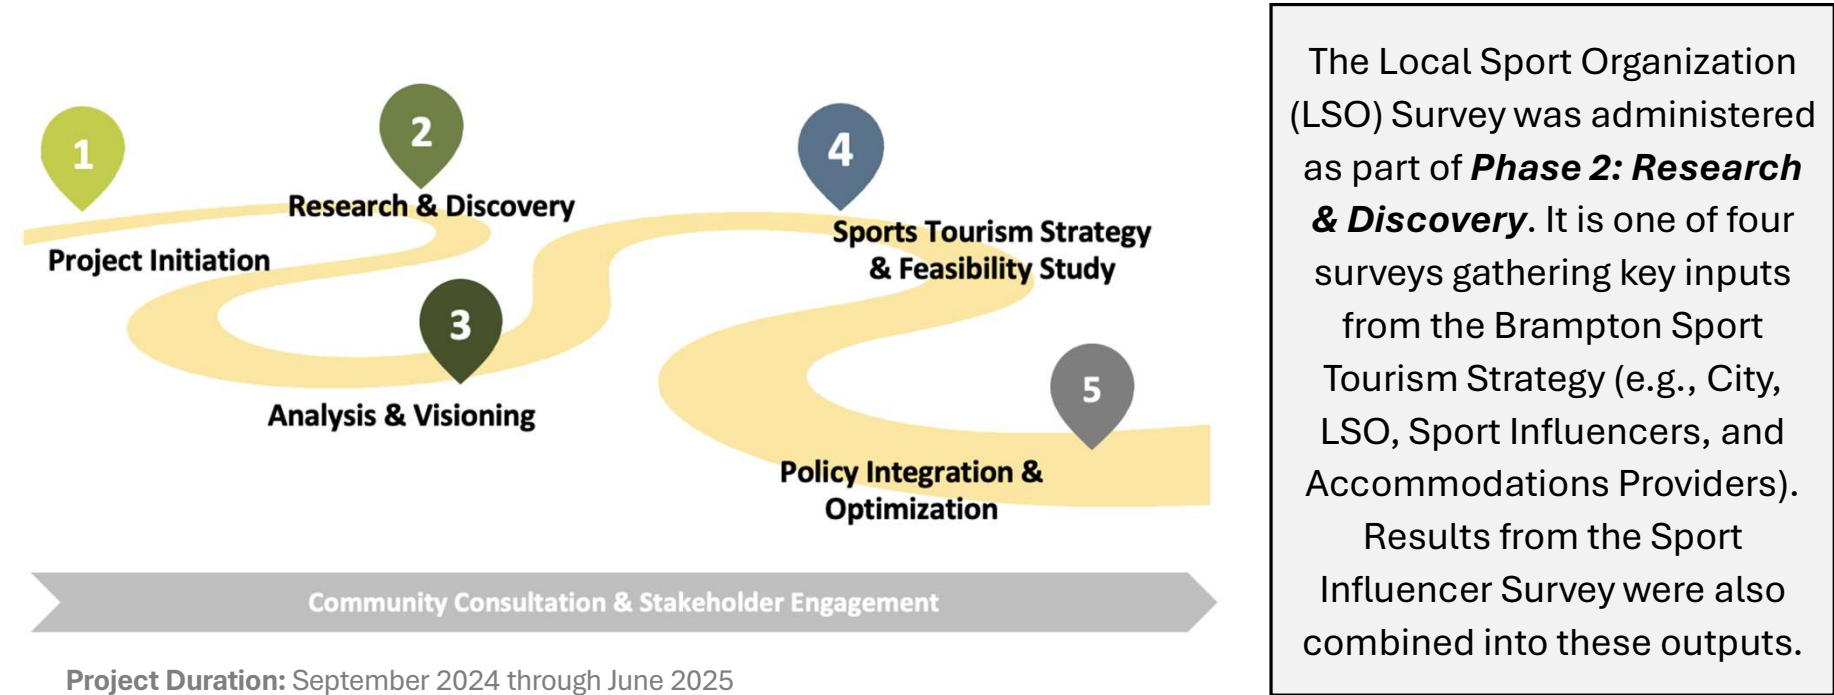 1
Project Initiation
2
Research & Discovery
3
Analysis & Visioning
4
Sports Tourism Strategy
& Feasibility Study
5
Policy Integration &
Optimization
Community Consultation & Stakeholder Engagement
Project Duration: September 2024 through June 2025
The Local Sport Organization
(LSO) Survey was administered
as part of Phase 2: Research
& Discovery. It is one of four
surveys gathering key inputs
from the Brampton Sport
Tourism Strategy (e.g., City,
LSO, Sport Influencers, and
Accommodations Providers).
Results from the Sport
Influencer Survey were also
combined into these outputs.